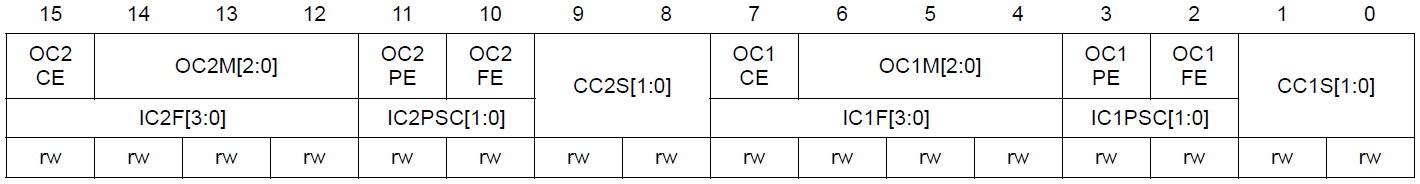 15 14 13 12 11 10 9 8 7 6 5 4 3 2 1 0
OC2 CE OC2M[2:0] OC2 PE OC2 FE CC2S[1:0] OC1 CE OC1M[2:0] OC1 PE OC1 FE CC1S[1:0]
IC2F[3:0] IC2PSC[1:0] IC1F[3:0] IC1PSC[1:0]
rw rw rw rw rw rw rw rw rw rw rw rw rw rw rw rw